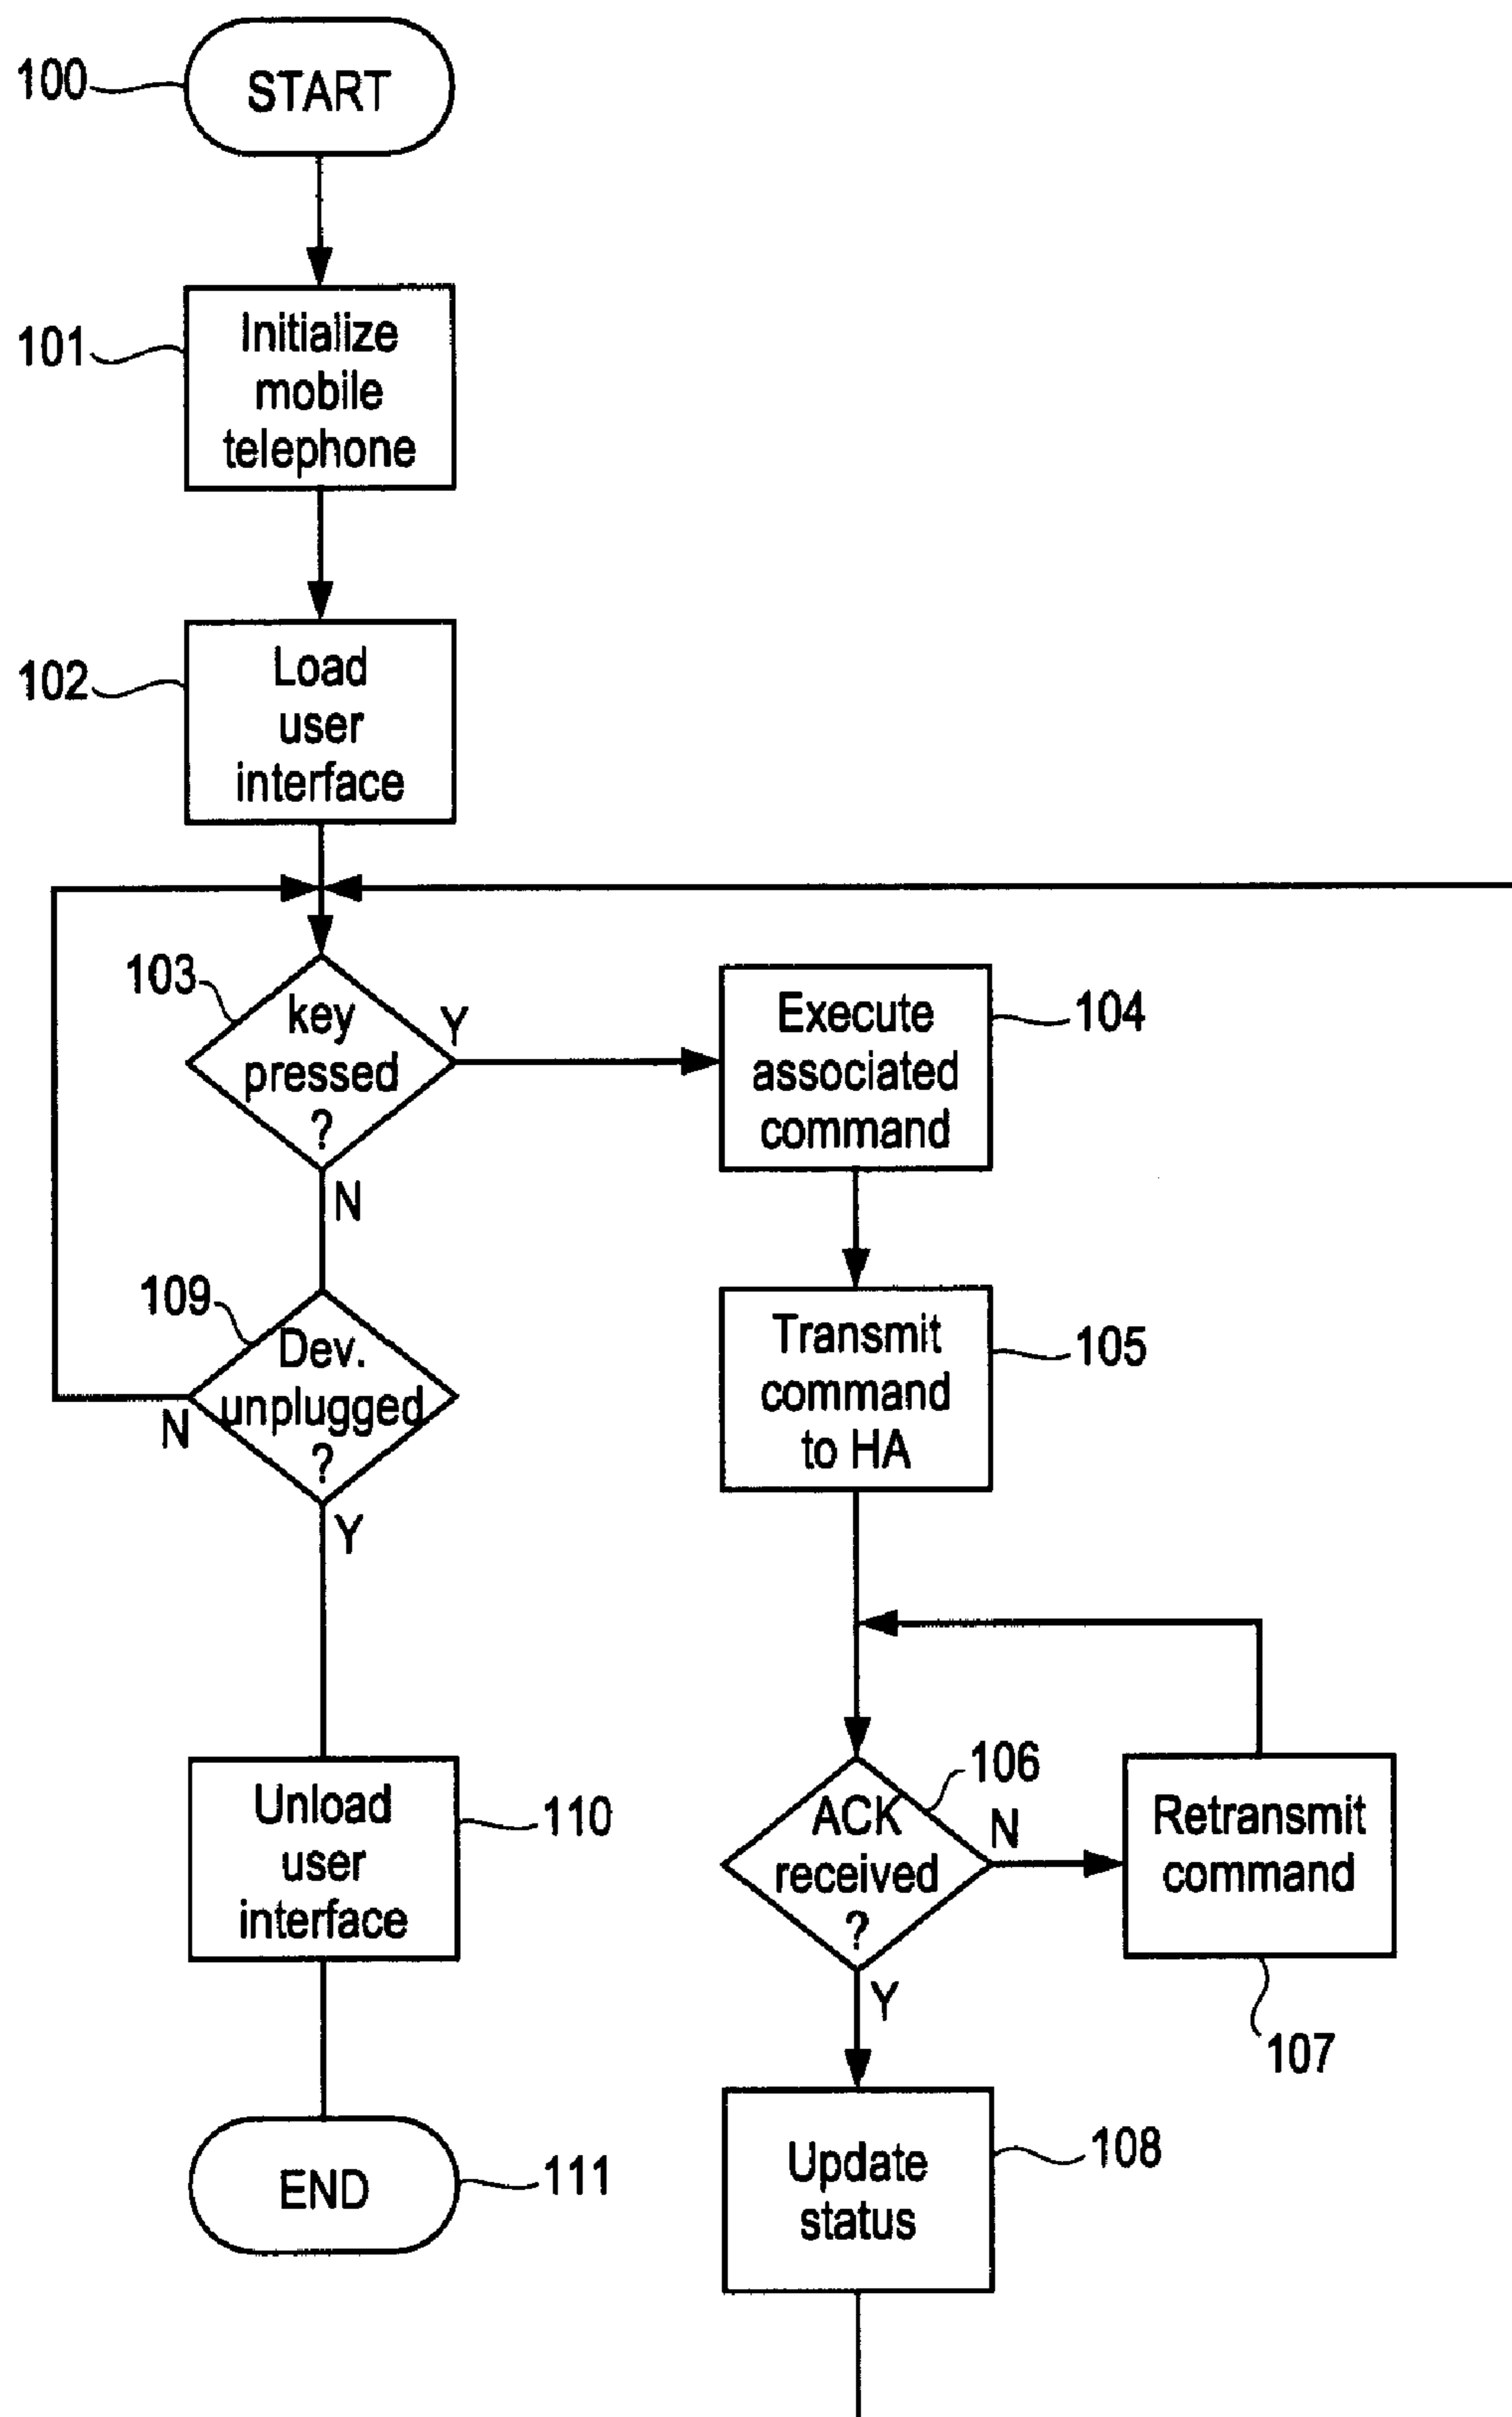 100
START
101
Initialize
mobile
telephone
102
Load
user
interface
103
key
pressed
?
Y
N
Execute
associated
command
104
109
Dev.
unplugged
?
N
Y
Transmit
command
to HA
105
106
ACK
received
?
N
Y
Retransmit
command
107
Unload
user
interface
110
Update
status
108
END
111